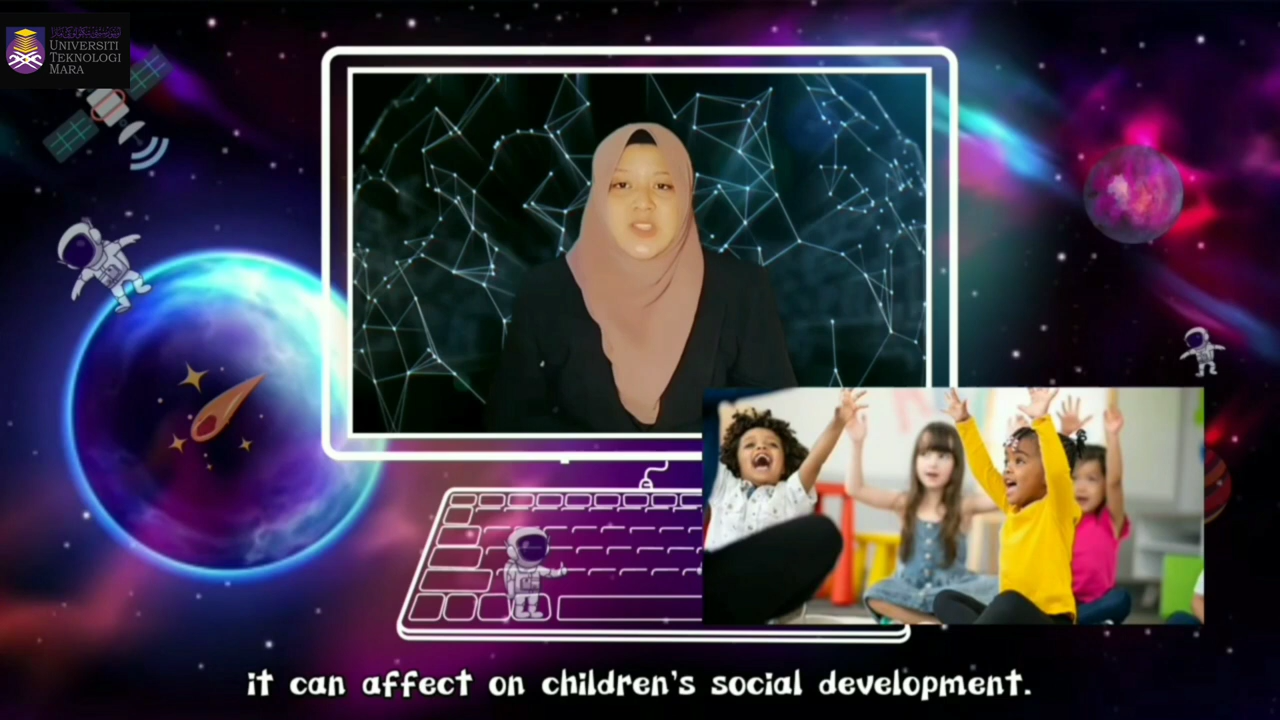 UNIVERSITI
TEKNOLOGI
MARA
it can affect on children's social development.